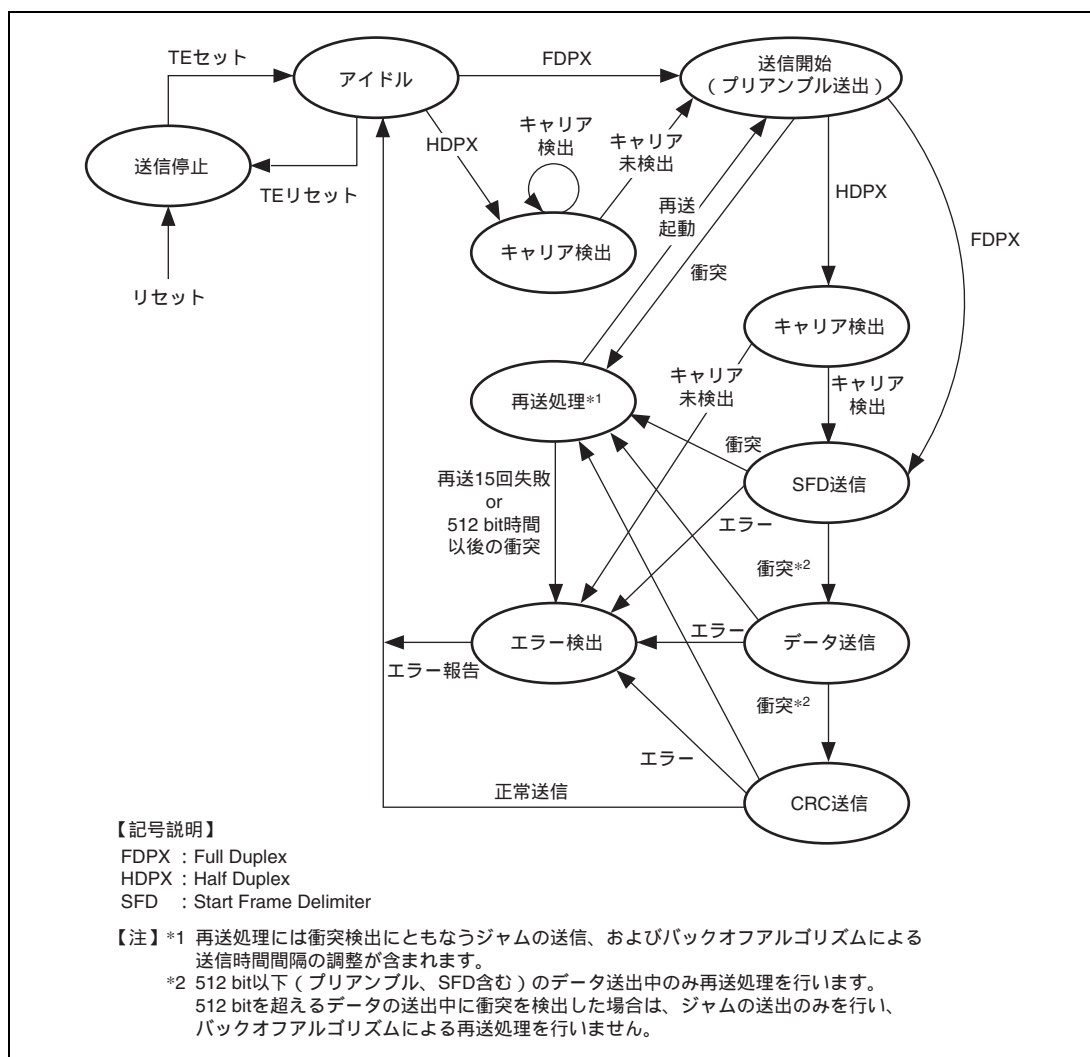 TEセット
アイドル
FDPX
送信開始
（プリアンブル送出）
キャリア
検出
キャリア
未検出
HDPX
送信停止
TEリセット
HDPX
再送
起動
FDPX
キャリア検出
衝突
リセット
キャリア検出
キャリア
未検出
キャリア
検出
再送処理*1
衝突
再送15回失敗
or
512 bit時間
以後の衝突
SFD送信
エラー
衝突*2
エラー検出
エラー
データ送信
エラー報告
衝突*2
エラー
正常送信
CRC送信
【記号説明】
FDPX : Full Duplex
HDPX : Half Duplex
SFD : Start Frame Delimiter
【注】*1 再送処理には衝突検出にともなうジャムの送信、およびバックオフアルゴリズムによる
送信時間間隔の調整が含まれます。
*2 512 bit以下（プリアンブル、SFD含む）のデータ送出中のみ再送処理を行います。
512 bitを超えるデータの送出中に衝突を検出した場合は、ジャムの送出のみを行い、
バックオフアルゴリズムによる再送処理を行いません。